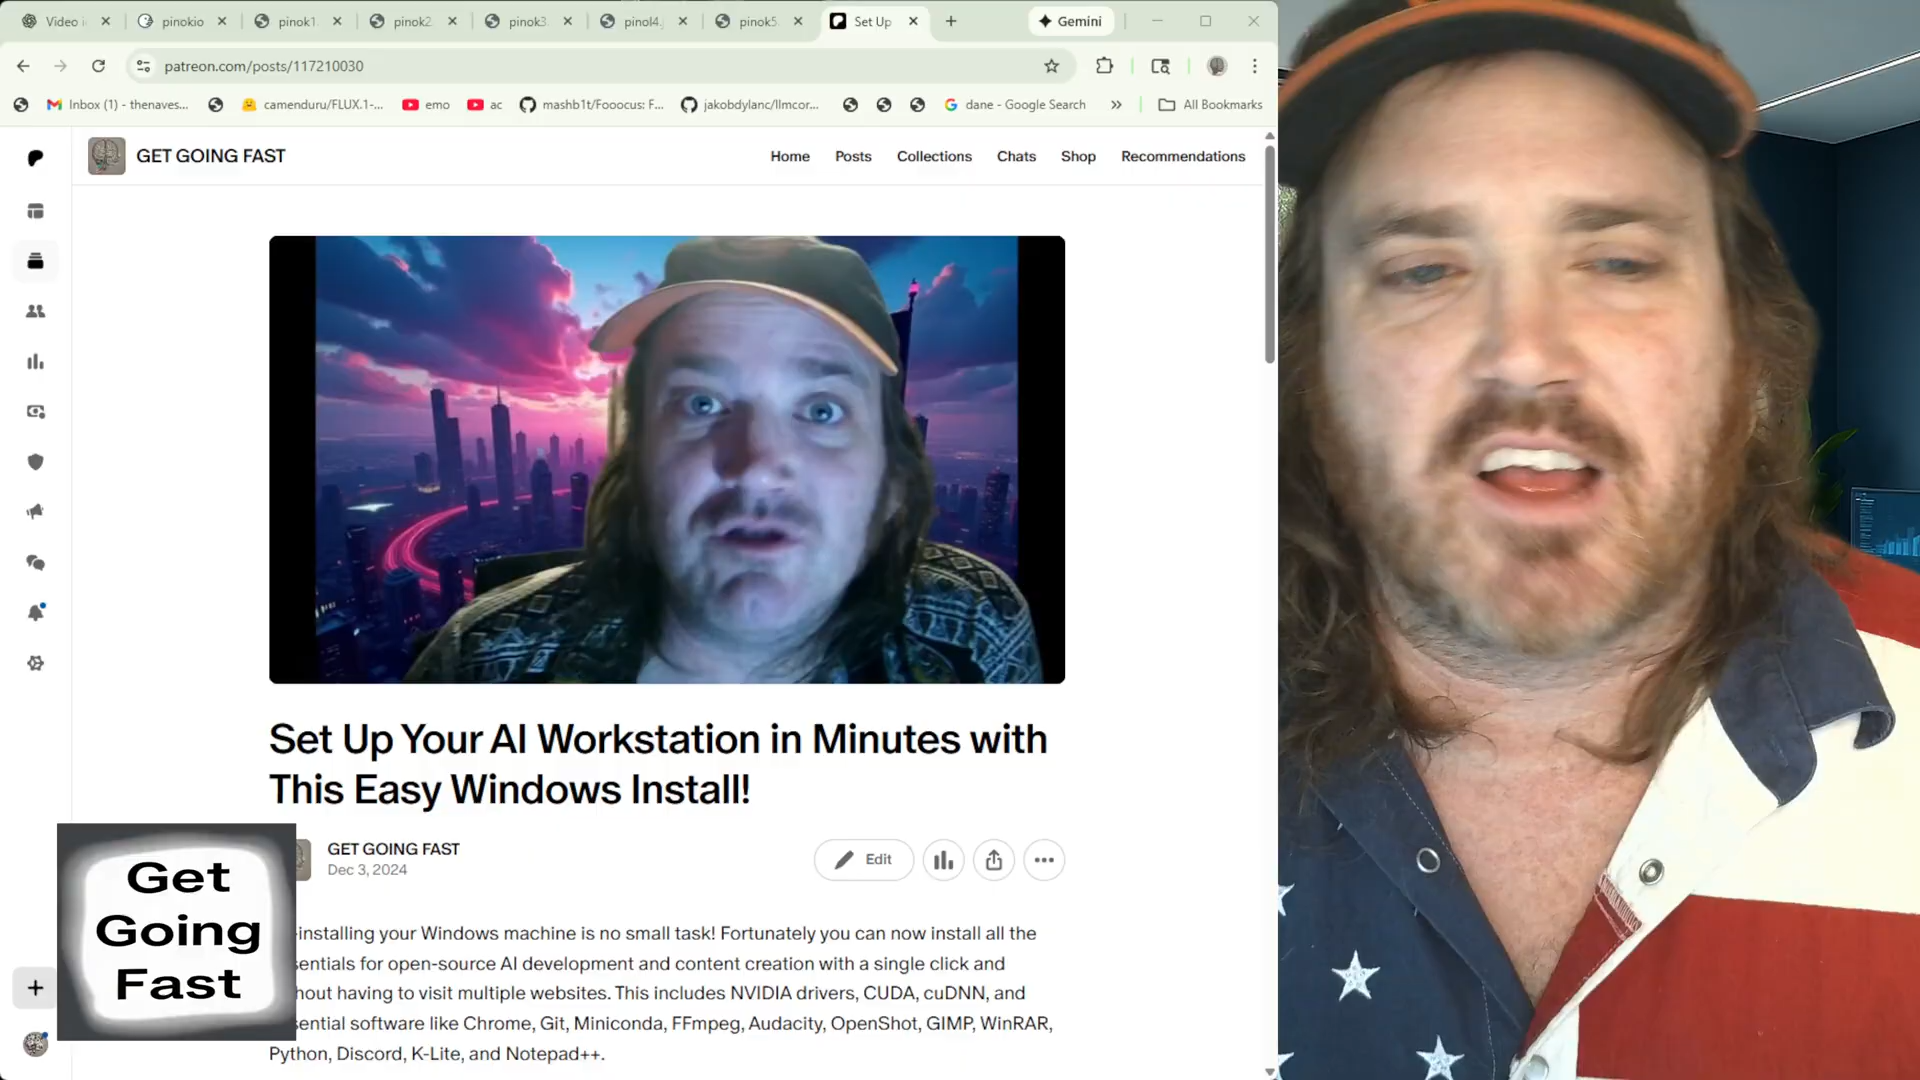 Video i
pinokio
pinok1
pinok2
pinok3
pinol4.
pinok5
Set Up
Gemini
patreon.com/posts/117210030
Inbox (1) - thenaves...
camenduru/FLUX.1-...
emo
ac
mashb1t/Fooocus: F...
jakobdylanc/llmcor...
dane - Google Search
»
All Bookmarks
GET GOING FAST
Home
Posts
Collections
Chats
Shop
Recommendations
Set Up Your AI Workstation in Minutes with
This Easy Windows Install!
GET GOING FAST
Dec 3, 2024
Edit
Get
Going
Fast
-installing your Windows machine is no small task! Fortunately you can now install all the
sentials for open-source AI development and content creation with a single click and
hout having to visit multiple websites. This includes NVIDIA drivers, CUDA, cuDNN, and
sential software like Chrome, Git, Miniconda, FFmpeg, Audacity, OpenShot, GIMP, WinRAR,
Python, Discord, K-Lite, and Notepad++.